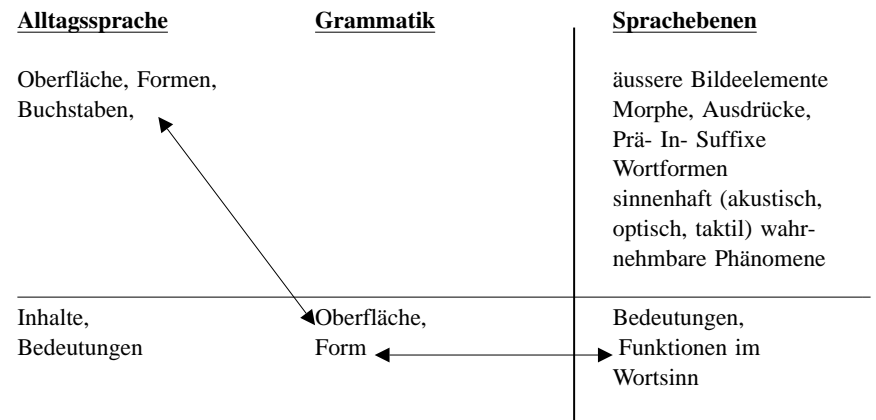 Alltagssprache Grammatik Sprachebenen
Oberfläche, Formen,
Buchstaben,
äussere Bildeelemente
Morphe, Ausdrücke,
Prä- In- Suffixe
Wortformen
sinnenhaft (akustisch,
optisch, taktil) wahr-
nehmbare Phänomene
Inhalte,
Bedeutungen
Oberfläche,
Form
Bedeutungen,
Funktionen im
Wortsinn